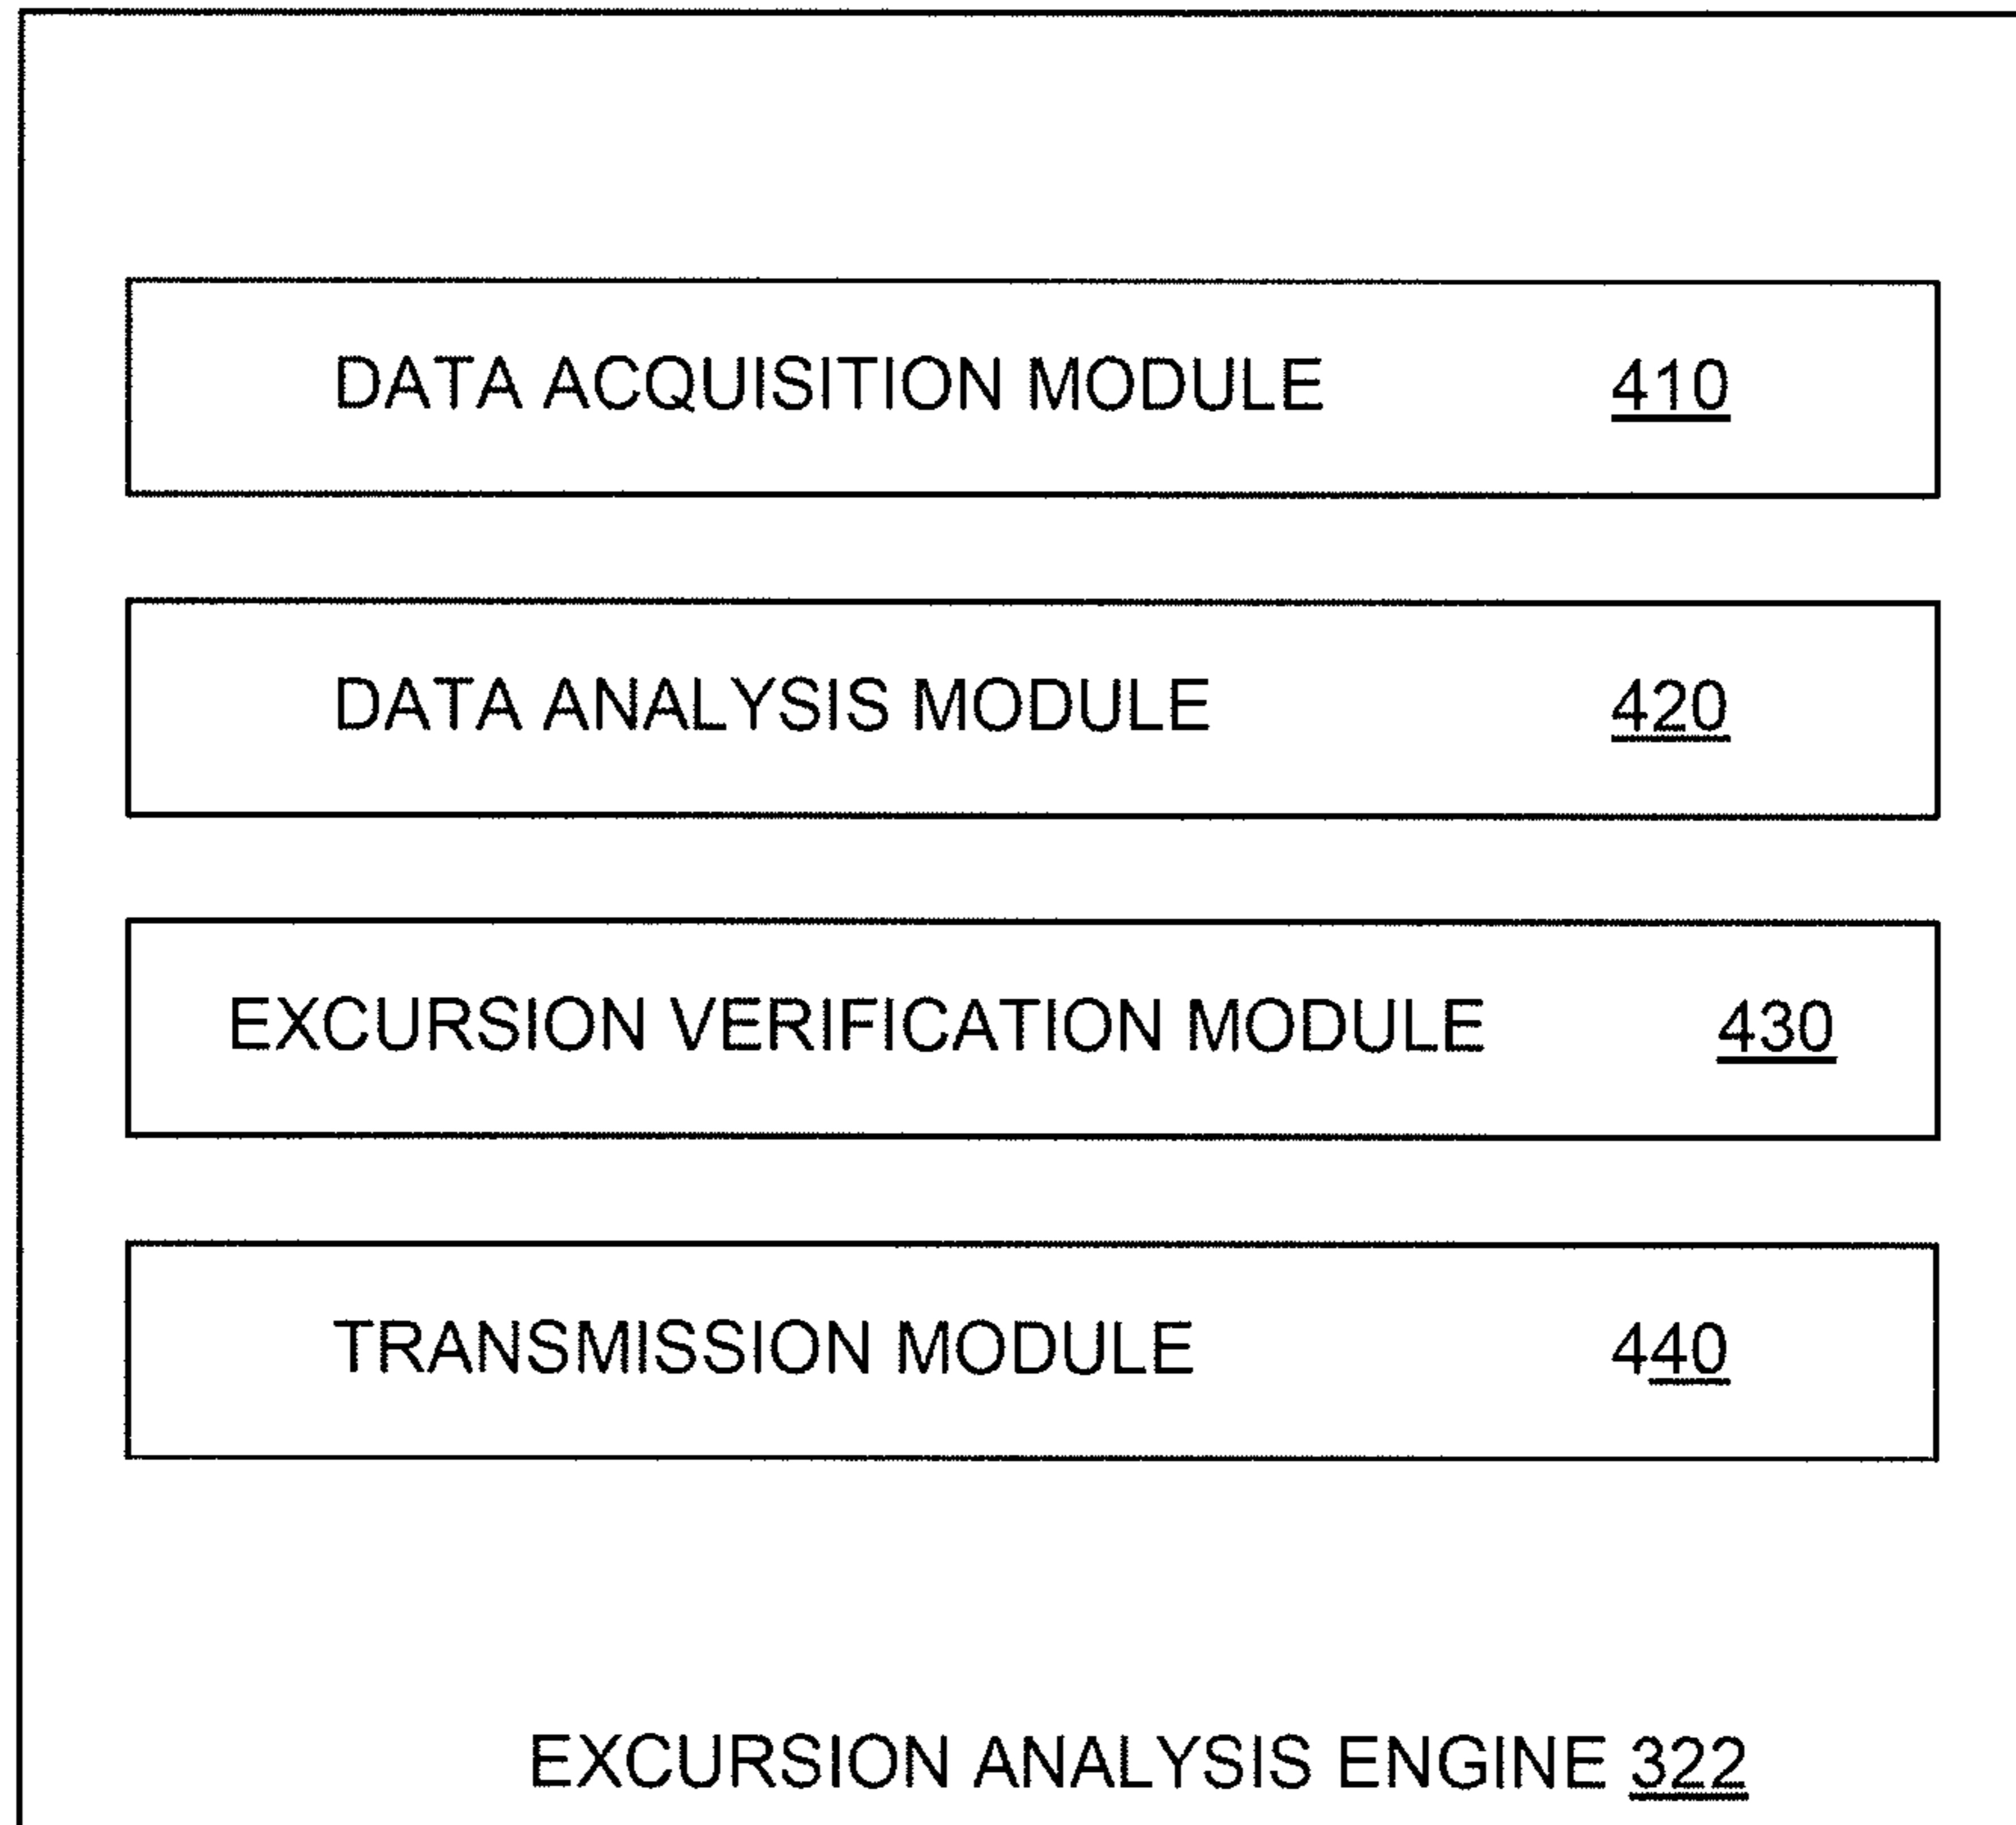 DATA ACQUISITION MODULE 410
DATA ANALYSIS MODULE 420
EXCURSION VERIFICATION MODULE 430
TRANSMISSION MODULE 440
EXCURSION ANALYSIS ENGINE 322